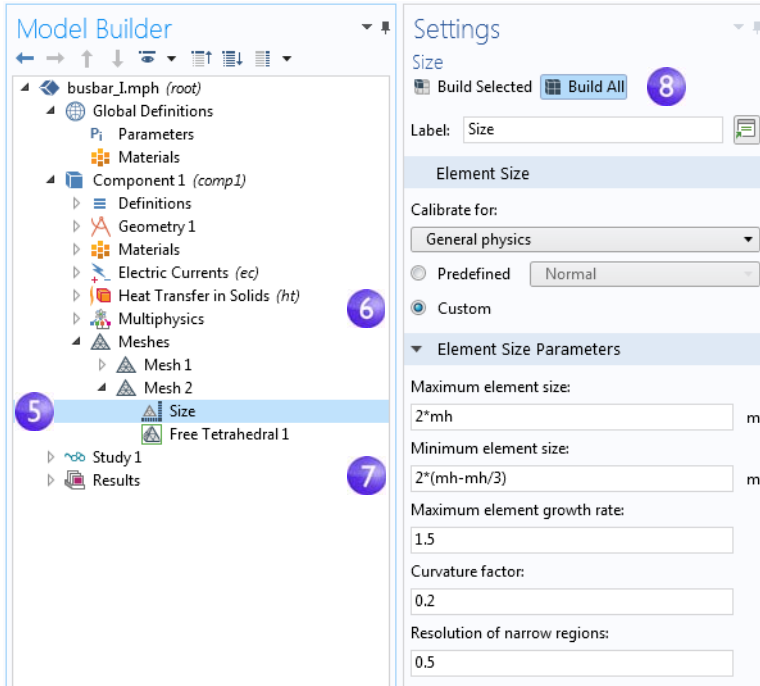 Model Builder
busbar_I.mph (root)
Global Definitions
Pi Parameters
Materials
Component 1 (comp1)
Definitions
Geometry 1
Materials
Electric Currents (ec)
Heat Transfer in Solids (ht)
6
Multiphysics
Meshes
Mesh 1
Mesh 2
5
Size
Free Tetrahedral 1
Study 1
7
Results
Settings
Size
Build Selected Build All 8
Label: Size
Element Size
Calibrate for:
General physics
Predefined Normal
Custom
Element Size Parameters
Maximum element size:
2*mh m
Minimum element size:
2*(mh-mh/3) m
Maximum element growth rate:
1.5
Curvature factor:
0.2
Resolution of narrow regions:
0.5